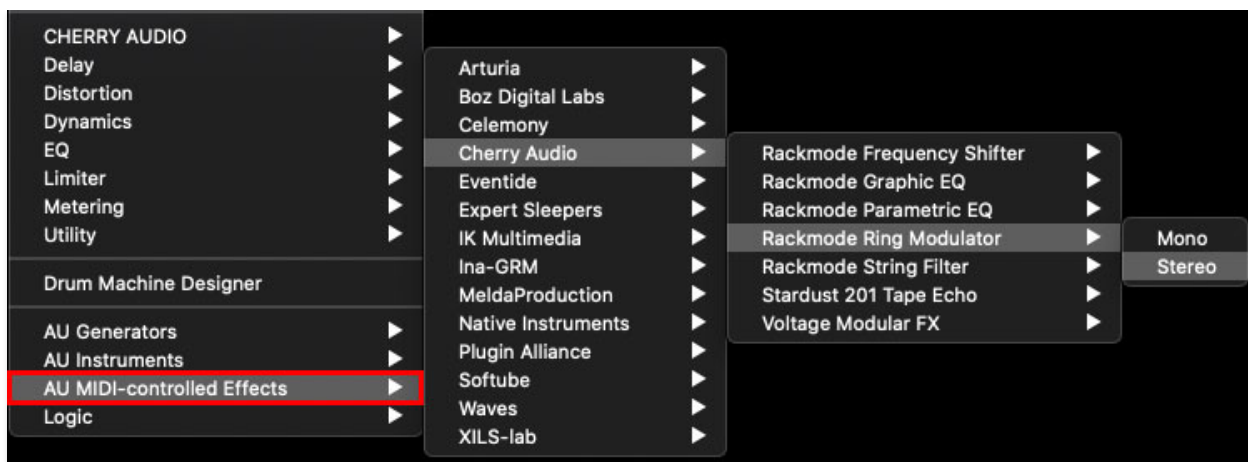 CHERRY AUDIO
Delay
Distortion
Dynamics
EQ
Limiter
Metering
Utility
Drum Machine Designer
AU Generators
AU Instruments
AU MIDI-controlled Effects
Logic
Arturia
Boz Digital Labs
Celemony
Cherry Audio
Eventide
Expert Sleepers
IK Multimedia
Ina-GRM
MeldaProduction
Native Instruments
Plugin Alliance
Softube
Waves
XILS-lab
Rackmode Frequency Shifter
Rackmode Graphic EQ
Rackmode Parametric EQ
Rackmode Ring Modulator
Rackmode String Filter
Stardust 201 Tape Echo
Voltage Modular FX
Mono
Stereo